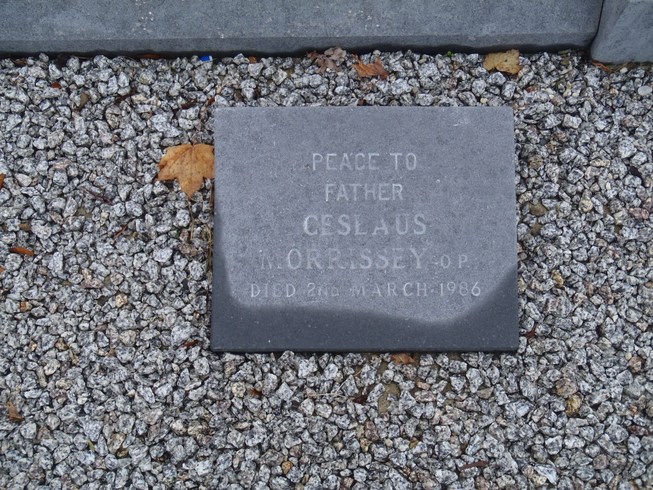 PEACE TO
FATHER
CESLAUS
MORRISSEY O.P.
DIED 2ND MARCH·1986